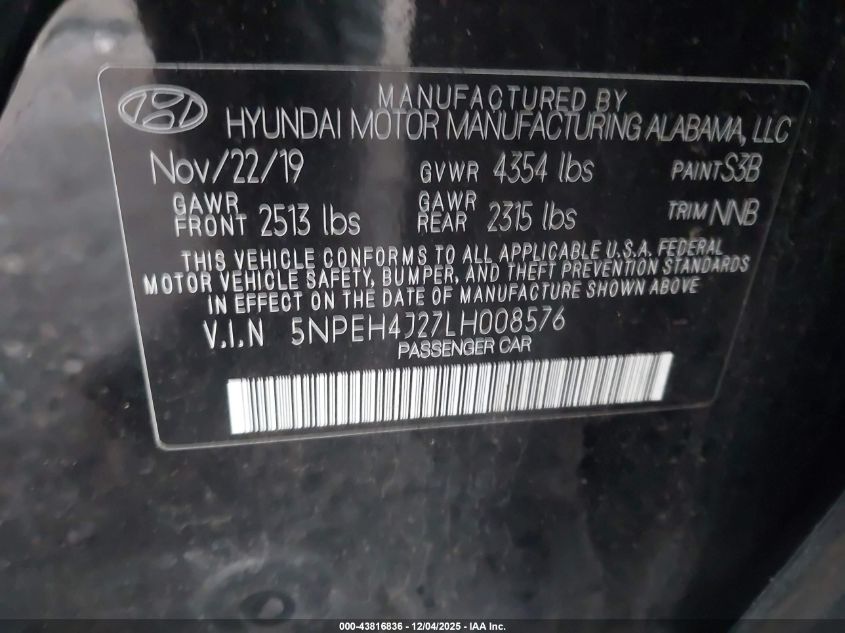 MANUFACTURED BY
HYUNDAI MOTOR MANUFACTURING ALABAMA, LLC
Nov/22/19 GVWR 4354 lbs PAINT S3B
GAWR FRONT 2513 lbs GAWR REAR 2315 lbs TRIM NNB
THIS VEHICLE CONFORMS TO ALL APPLICABLE U.S.A. FEDERAL
MOTOR VEHICLE SAFETY, BUMPER, AND THEFT PREVENTION STANDARDS
IN EFFECT ON THE DATE OF MANUFACTURE SHOWN ABOVE
V.I.N 5NPEH4J27LH008576
PASSENGER CAR
000-43816836 - 12/04/2025 - IAA Inc.